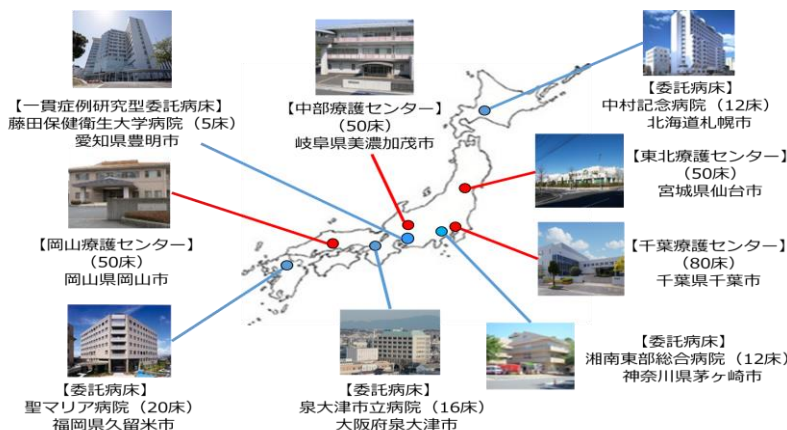 【一貫症例研究型委託病床】
藤田保健衛生大学病院（5床）
愛知県豊明市
【中部療護センター】
（50床）
岐阜県美濃加茂市
【委託病床】
中村記念病院（12床）
北海道札幌市
【東北療護センター】
（50床）
宮城県仙台市
【岡山療護センター】
（50床）
岡山県岡山市
【千葉療護センター】
（80床）
千葉県千葉市
【委託病床】
聖マリア病院（20床）
福岡県久留米市
【委託病床】
泉大津市立病院（16床）
大阪府泉大津市
【委託病床】
湘南東部総合病院（12床）
神奈川県茅ヶ崎市